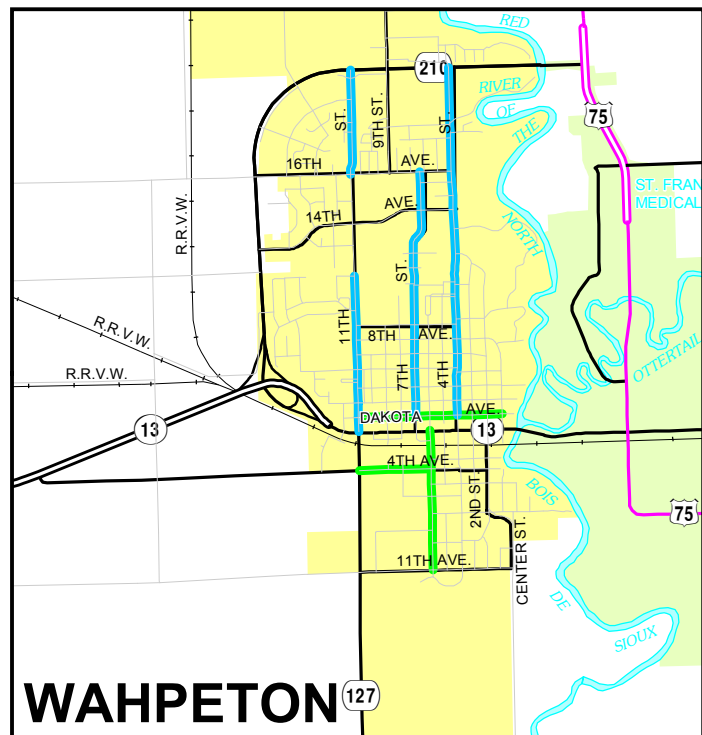 RED
210
RIVER
OF
THE
75
ST.
9TH ST.
ST.
16TH
AVE.
ST. FRAN
MEDICAL
AVE.
14TH
NORTH
R.R.V.W.
ST.
11TH
8TH
AVE.
R.R.V.W.
R.R.V.W.
7TH
4TH
OTTERTAIL
DAKOTA
AVE.
13
13
4TH AVE.
2ND ST.
BOIS
75
11TH AVE.
CENTER ST.
DE
SIOUX
WAHPETON
127